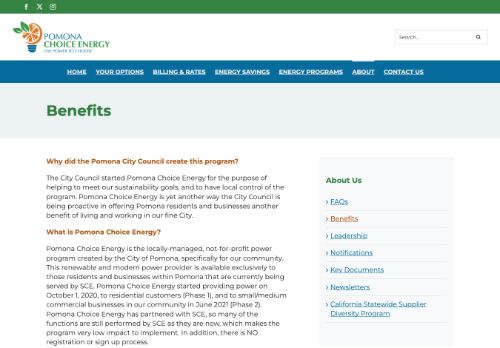 POMONA
CHOICE ENERGY
THE POWER TO CHOOSE
Search...
HOME YOUR OPTIONS BILLING & RATES ENERGY SAVINGS ENERGY PROGRAMS ABOUT CONTACT US
Benefits
Why did the Pomona City Council create this program?
The City Council started Pomona Choice Energy for the purpose of
helping to meet our sustainability goals, and to have local control of the
program. Pomona Choice Energy is yet another way the City Council is
being proactive in offering Pomona residents and businesses another
benefit of living and working in our fine City.
What is Pomona Choice Energy?
Pomona Choice Energy is the locally-managed, not-for-profit power
program created by the City of Pomona, specifically for our community.
This renewable and modern power provider is available exclusively to
those residents and businesses within Pomona that are currently being
served by SCE. Pomona Choice Energy started providing power on
October 1, 2020, to residential customers (Phase 1), and to small/medium
commercial businesses in our community in June 2021 (Phase 2).
Pomona Choice Energy has partnered with SCE, so many of the
functions are still performed by SCE as they are now, which makes the
program very low impact to implement. In addition, there is NO
registration or sign up process.
About Us
FAQs
Benefits
Leadership
Notifications
Key Documents
Newsletters
California Statewide Supplier
Diversity Program